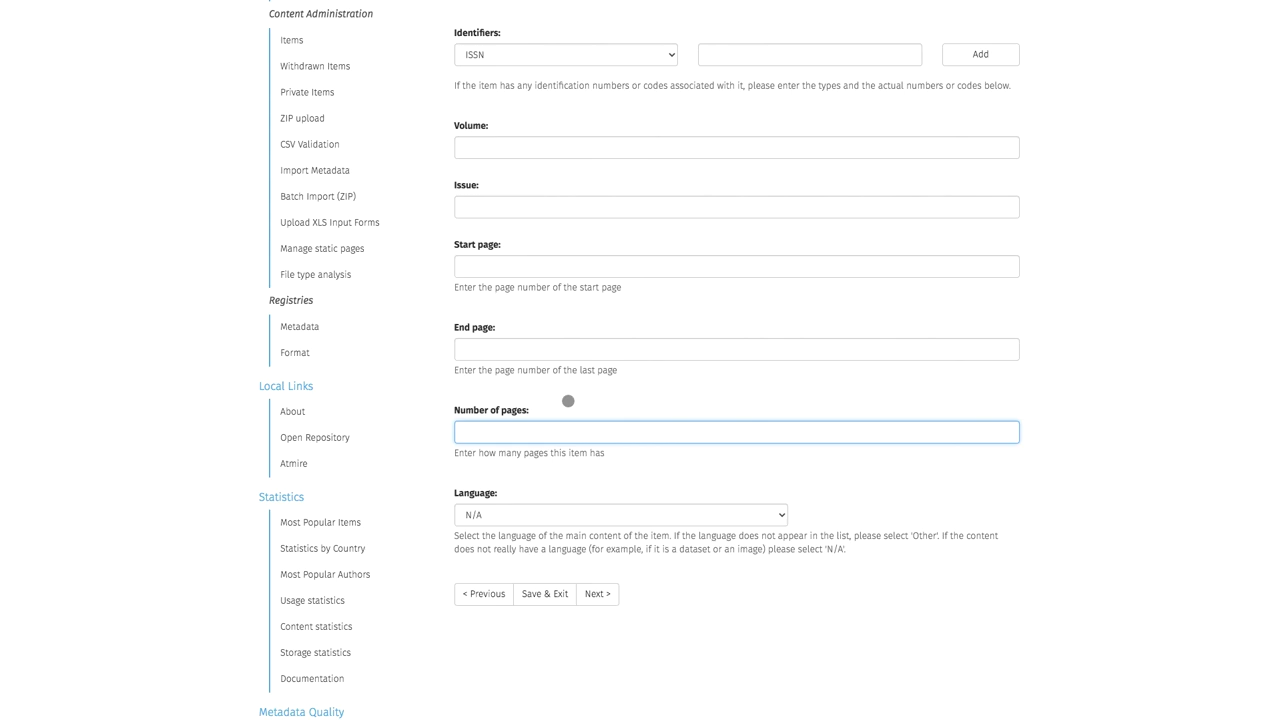 Content Administration
Items
Withdrawn Items
Private Items
ZIP upload
CSV Validation
Import Metadata
Batch Import (ZIP)
Upload XLS Input Forms
Manage static pages
File type analysis
Registries
Metadata
Format
Local Links
About
Open Repository
Atmire
Statistics
Most Popular Items
Statistics by Country
Most Popular Authors
Usage statistics
Content statistics
Storage statistics
Documentation
Metadata Quality
Identifiers:
ISSN
Add
If the item has any identification numbers or codes associated with it, please enter the types and the actual numbers or codes below.
Volume:
Issue:
Start page:
Enter the page number of the start page
End page:
Enter the page number of the last page
Number of pages:
Enter how many pages this item has
Language:
N/A
Select the language of the main content of the item. If the language does not appear in the list, please select 'Other'. If the content
does not really have a language (for example, if it is a dataset or an image) please select 'N/A'.
< Previous
Save & Exit
Next >